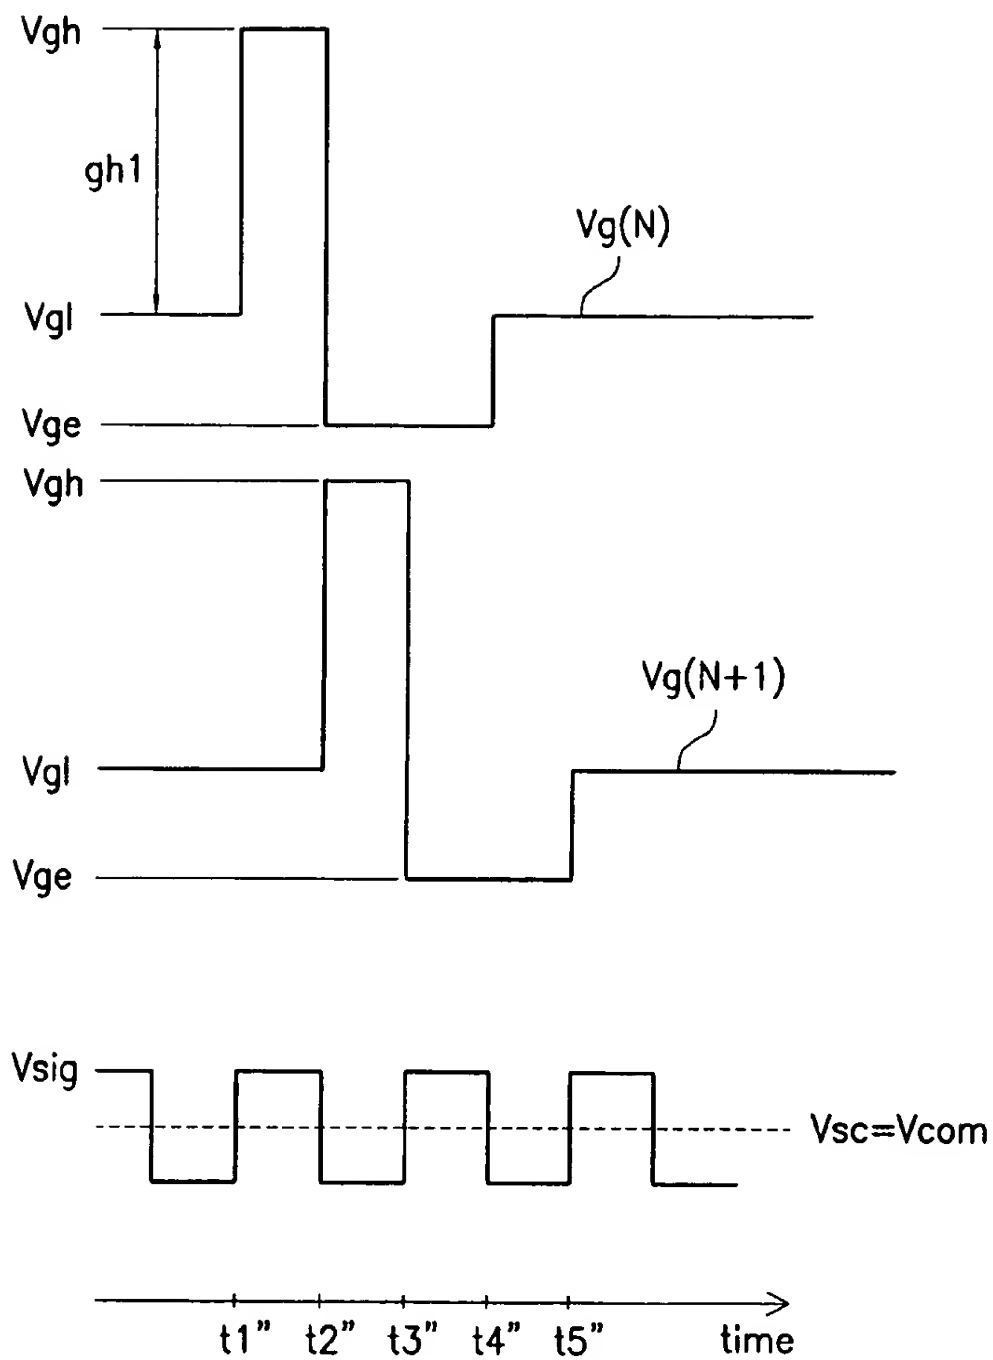 Vgh
gh1
Vg(N)
Vgl
Vge
Vgh
Vg(N+1)
Vgl
Vge
Vsig
Vsc=Vcom
t1” t2” t3” t4” t5” time